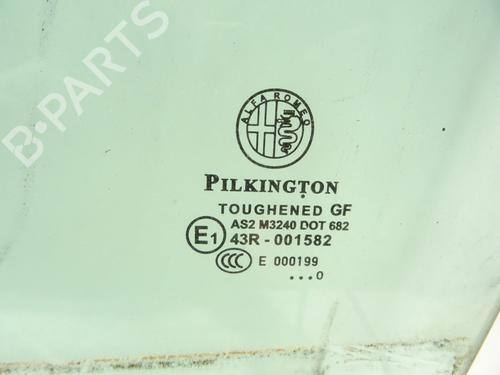 B-PARTS
ALFA ROMEO
PILKINGTON
TOUGHENED GF
AS2 M3240 DOT 682
E1 43R - 001582
CCC E 000199
...0